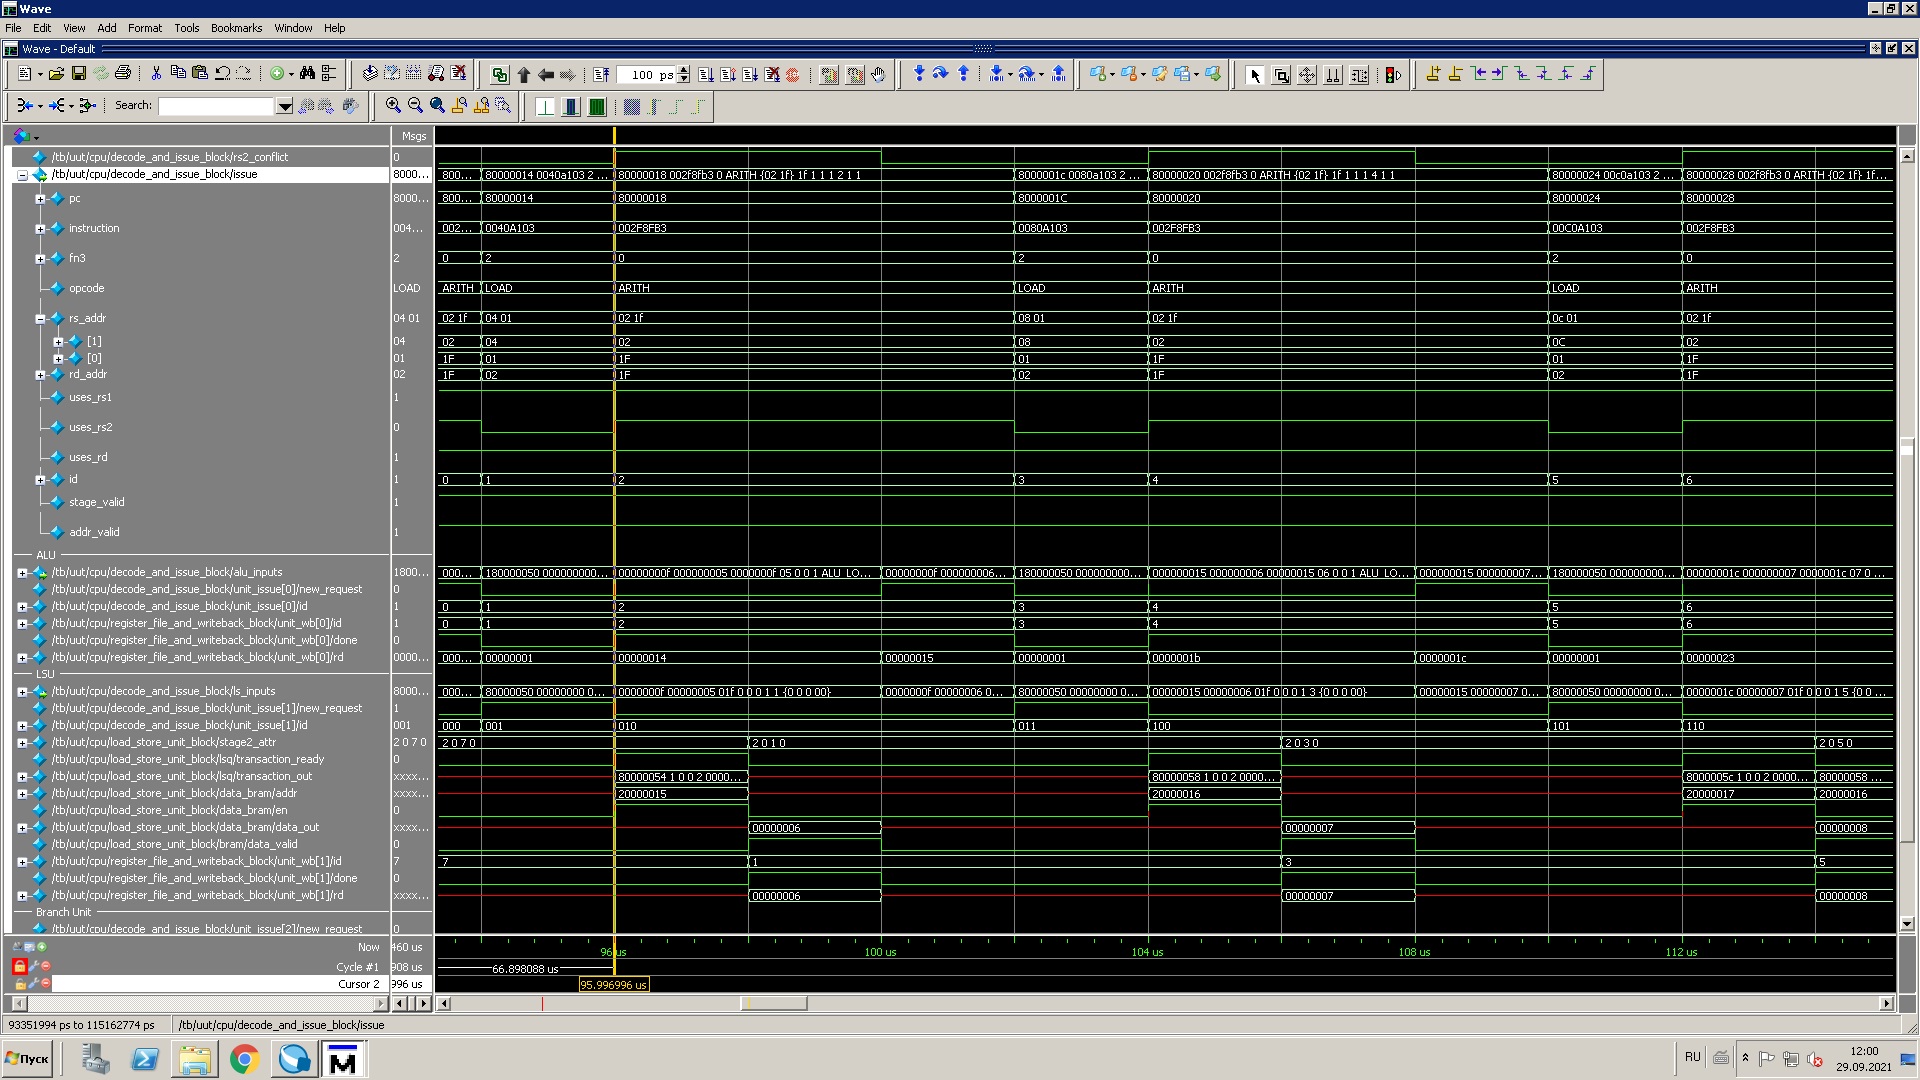 Wave
File Edit View Add Format Tools Bookmarks Window Help
Wave - Default
100 ps
Search:
Msgs
/tb/uut/cpu/decode_and_issue_block/rs2_conflict 0
/tb/uut/cpu/decode_and_issue_block/issue 8000... 800... 80000014 0040a103 2 ... 80000018 002f8fb3 0 ARITH {02 1f} 1f 1 1 1 2 1 1 8000001c 0080a103 2 ... 80000020 002f8fb3 0 ARITH {02 1f} 1f 1 1 1 4 1 1 80000024 00c0a103 2 ... 80000028 002f8fb3 0 ARITH {02 1f} 1f...
pc 8000... 800... 80000014 80000018 8000001C 80000020 80000024 80000028
instruction 004... 002... 0040A103 002F8FB3 0080A103 002F8FB3 00C0A103 002F8FB3
fn3 2 0 2 0 2 0 2 0
opcode LOAD ARITH LOAD ARITH LOAD ARITH LOAD ARITH
rs_addr 04 01 02 1f 04 01 02 1f 08 01 02 1f 0c 01 02 1f
[1] 04 02 04 02 08 02 0C 02
[0] 01 1F 01 1F 01 1F 01 1F
rd_addr 02 1F 02 1F 02 1F 02 1F
uses_rs1 1
uses_rs2 0
uses_rd 1
id 1 0 1 2 3 4 5 6
stage_valid 1
addr_valid 1
ALU
/tb/uut/cpu/decode_and_issue_block/alu_inputs 1800... 000... 180000050 000000000... 00000000f 000000005 0000000f 05 0 0 1 ALU_LO... 00000000f 000000006... 180000050 000000000... 000000015 000000006 00000015 06 0 0 1 ALU_LO... 000000015 000000007... 180000050 000000000... 00000001c 000000007 0000001c 07 0 ...
/tb/uut/cpu/decode_and_issue_block/unit_issue[0]/new_request 0
/tb/uut/cpu/decode_and_issue_block/unit_issue[0]/id 1 0 1 2 3 4 5 6
/tb/uut/cpu/register_file_and_writeback_block/unit_wb[0]/id 1 0 1 2 3 4 5 6
/tb/uut/cpu/register_file_and_writeback_block/unit_wb[0]/done 0
/tb/uut/cpu/register_file_and_writeback_block/unit_wb[0]/rd 0000... 000... 00000001 00000014 00000015 00000001 0000001b 0000001c 00000001 00000023
LSU
/tb/uut/cpu/decode_and_issue_block/ls_inputs 8000... 000... 80000050 00000000 0... 0000000f 00000005 01f 0 0 0 1 1 {0 0 0 00} 0000000f 00000006 0... 80000050 00000000 0... 00000015 00000006 01f 0 0 0 1 3 {0 0 0 00} 00000015 00000007 0... 80000050 00000000 0... 0000001c 00000007 01f 0 0 0 1 5 {0 0 ...
/tb/uut/cpu/decode_and_issue_block/unit_issue[1]/new_request 1
/tb/uut/cpu/decode_and_issue_block/unit_issue[1]/id 001 000 001 010 011 100 101 110
/tb/uut/cpu/load_store_unit_block/stage2_attr 2 0 7 0 2 0 7 0 2 0 1 0 2 0 3 0 2 0 5 0
/tb/uut/cpu/load_store_unit_block/lsq/transaction_ready 0
/tb/uut/cpu/load_store_unit_block/lsq/transaction_out xxxx... 80000054 1 0 0 2 0000... 80000058 1 0 0 2 0000... 8000005c 1 0 0 2 0000... 80000058 ...
/tb/uut/cpu/load_store_unit_block/data_bram/addr xxxx... 20000015 20000016 20000017 20000016
/tb/uut/cpu/load_store_unit_block/data_bram/en 0
/tb/uut/cpu/load_store_unit_block/data_bram/data_out xxxx... 00000006 00000007 00000008
/tb/uut/cpu/load_store_unit_block/bram/data_valid 0
/tb/uut/cpu/register_file_and_writeback_block/unit_wb[1]/id 7 7 1 3 5
/tb/uut/cpu/register_file_and_writeback_block/unit_wb[1]/done 0
/tb/uut/cpu/register_file_and_writeback_block/unit_wb[1]/rd xxxx... 00000006 00000007 00000008
Branch Unit
/tb/uut/cpu/decode_and_issue_block/unit_issue[2]/new_request 0
Now 460 us 96 us 100 us 104 us 108 us 112 us
Cycle #1 908 us 66.898088 us
Cursor 2 996 us 95.996996 us
93351994 ps to 115162774 ps /tb/uut/cpu/decode_and_issue_block/issue
Пуск RU 12:00
29.09.2021